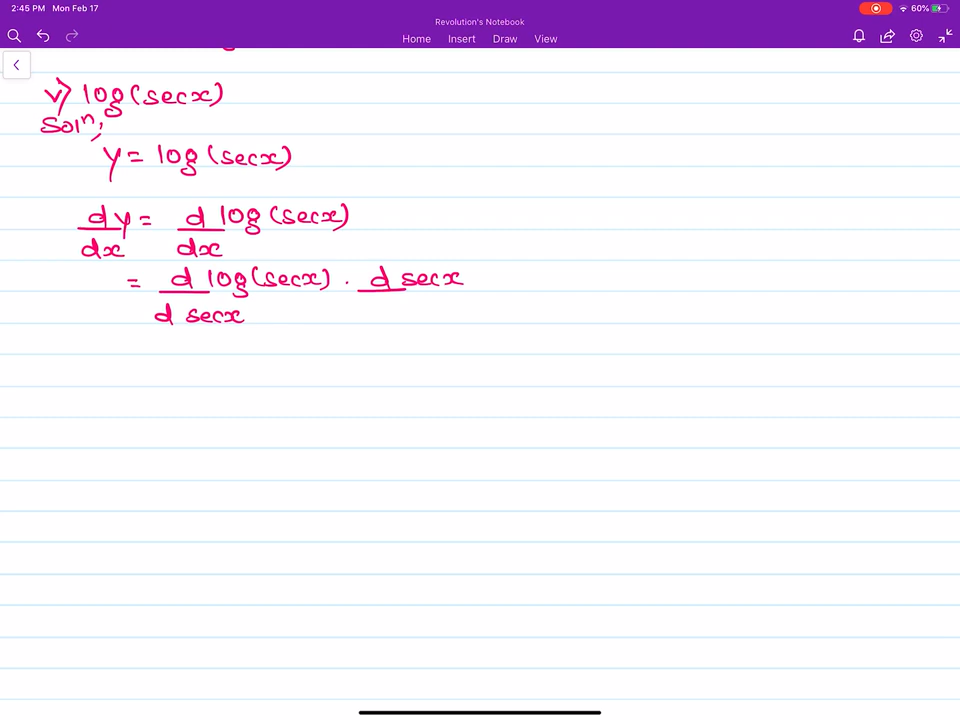 2:45 PM Mon Feb 17 60%
Revolution's Notebook
Home Insert Draw View
v) log(secx)
Solⁿ,
y = log(secx)
dy = d log(secx)
dx dx
= d log(secx) . d secx
d secx